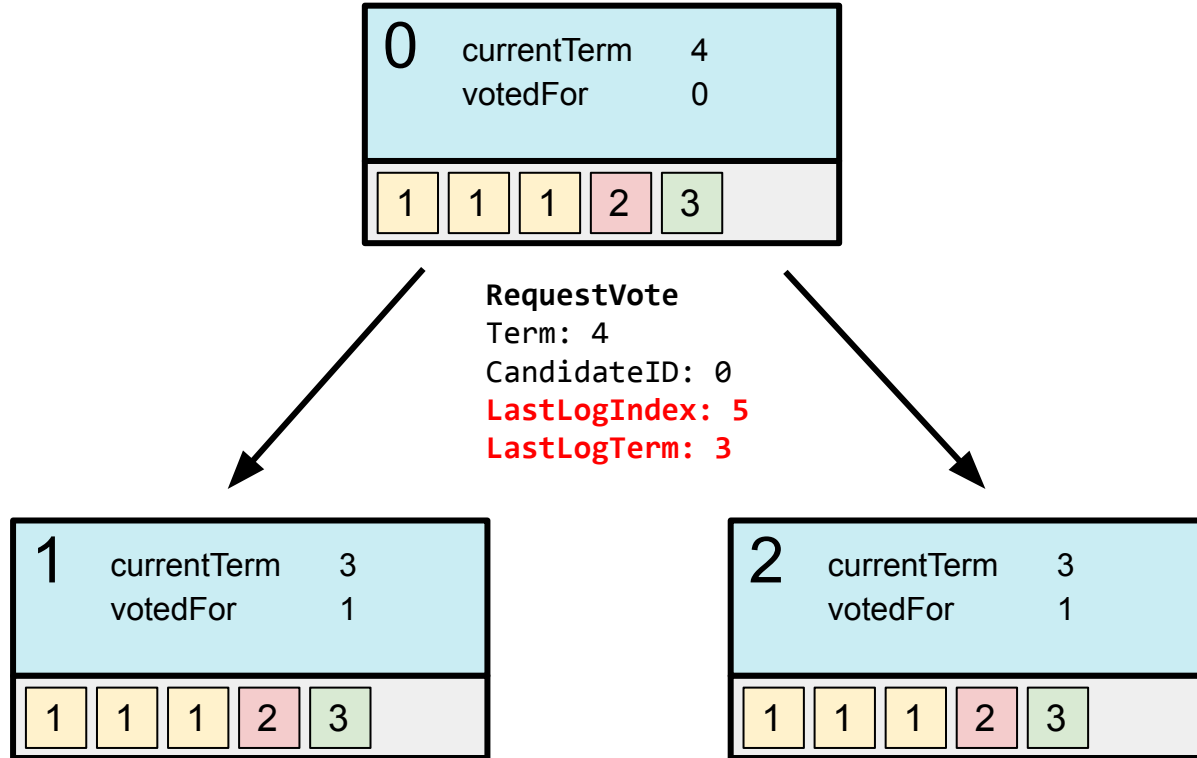 0 currentTerm 4
votedFor 0
1 1 1 2 3
RequestVote
Term: 4
CandidateID: 0
LastLogIndex: 5
LastLogTerm: 3
1 currentTerm 3
votedFor 1
1 1 1 2 3
2 currentTerm 3
votedFor 1
1 1 1 2 3